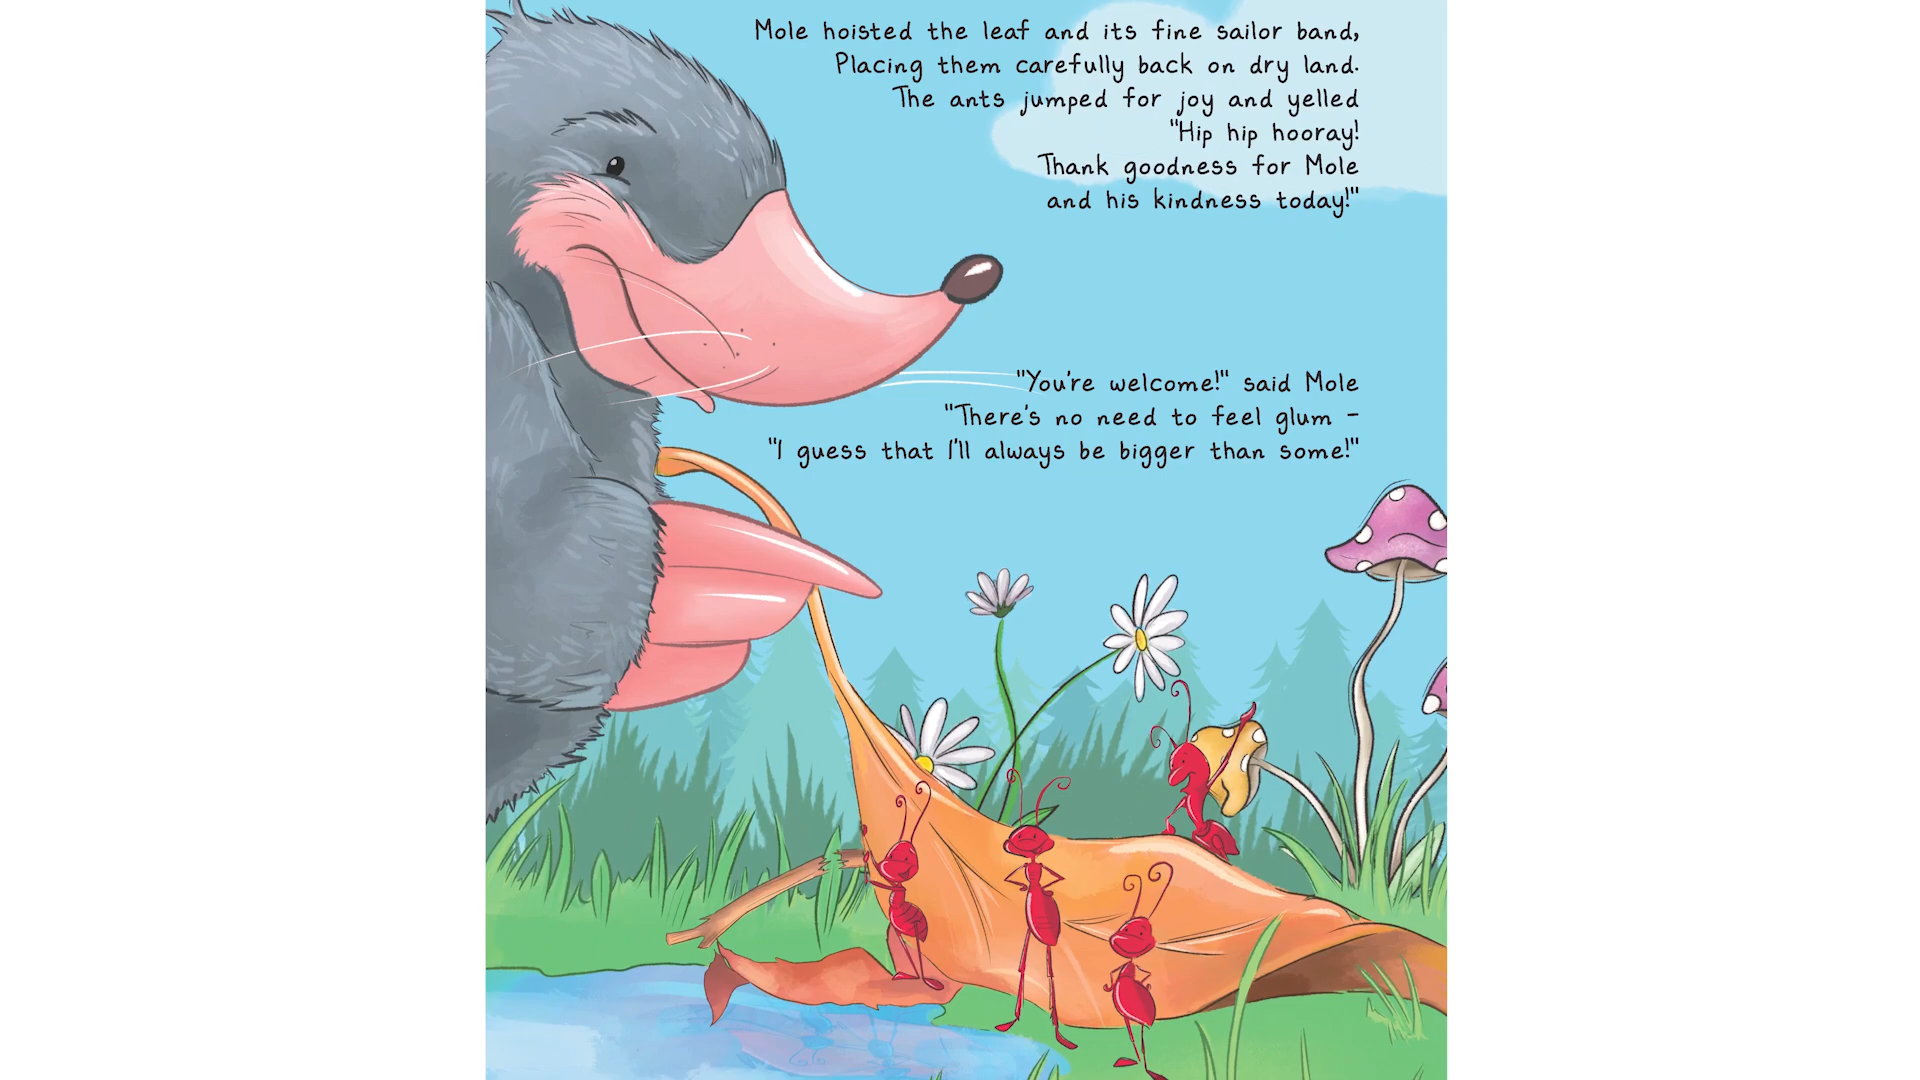 Mole hoisted the leaf and its fine sailor band,
Placing them carefully back on dry land.
The ants jumped for joy and yelled
"Hip hip hooray!
Thank goodness for Mole
and his kindness today!"
"You're welcome!" said Mole
"There's no need to feel glum -
"I guess that I'll always be bigger than some!"